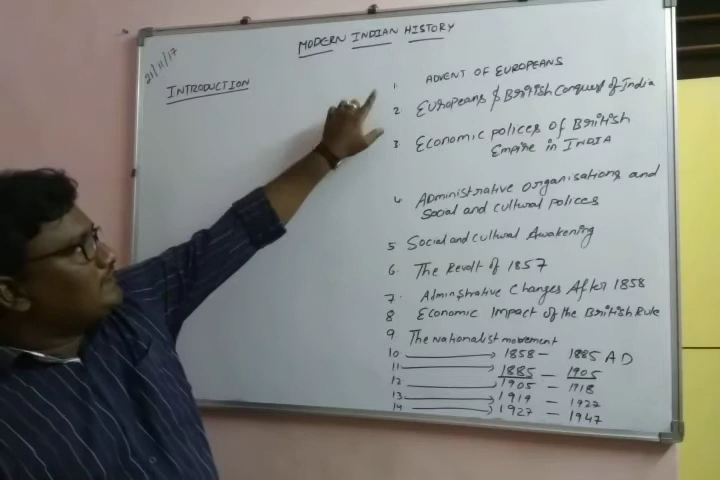 21/11/17
MODERN INDIAN HISTORY
INTRODUCTION
1. ADVENT OF EUROPEANS
2 Europeans & British Conquest of India
3 Economic polices of British
Empire in INDIA
4 Administrative organisations and
Social and cultural polices
5 Social and cultural Awakening
6. The Revolt of 1857
7. Adminstrative changes After 1858
8 Economic Impact of the British Rule
9 The nationalist movement
10 → 1858 - 1885 AD
11 → 1885 - 1905
12 → 1905 - 1918
13 → 1919 - 1922
14 → 1927 - 1947